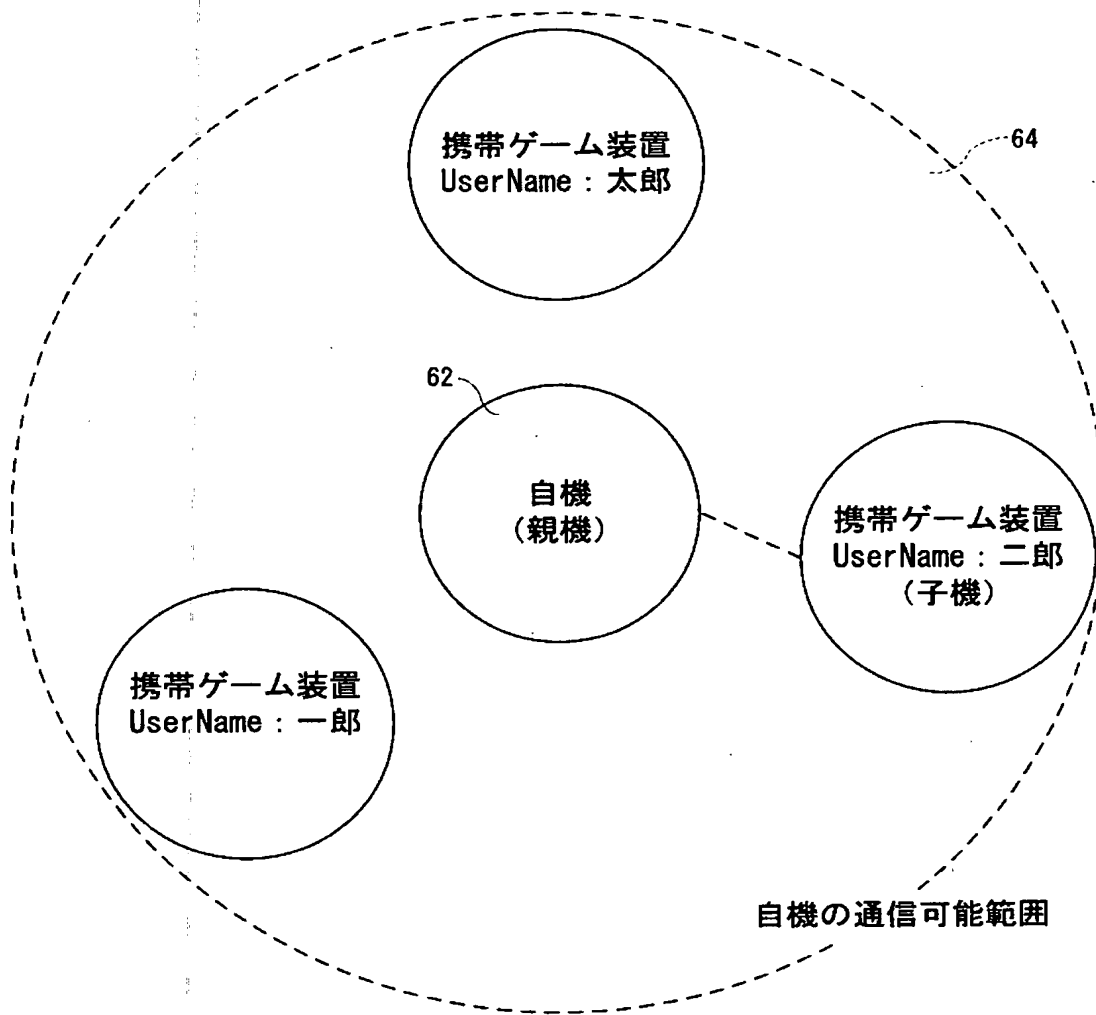 携帯ゲーム装置
UserName：太郎
64
62
自機
(親機)
携帯ゲーム装置
UserName：二郎
(子機)
携帯ゲーム装置
UserName：一郎
自機の通信可能範囲